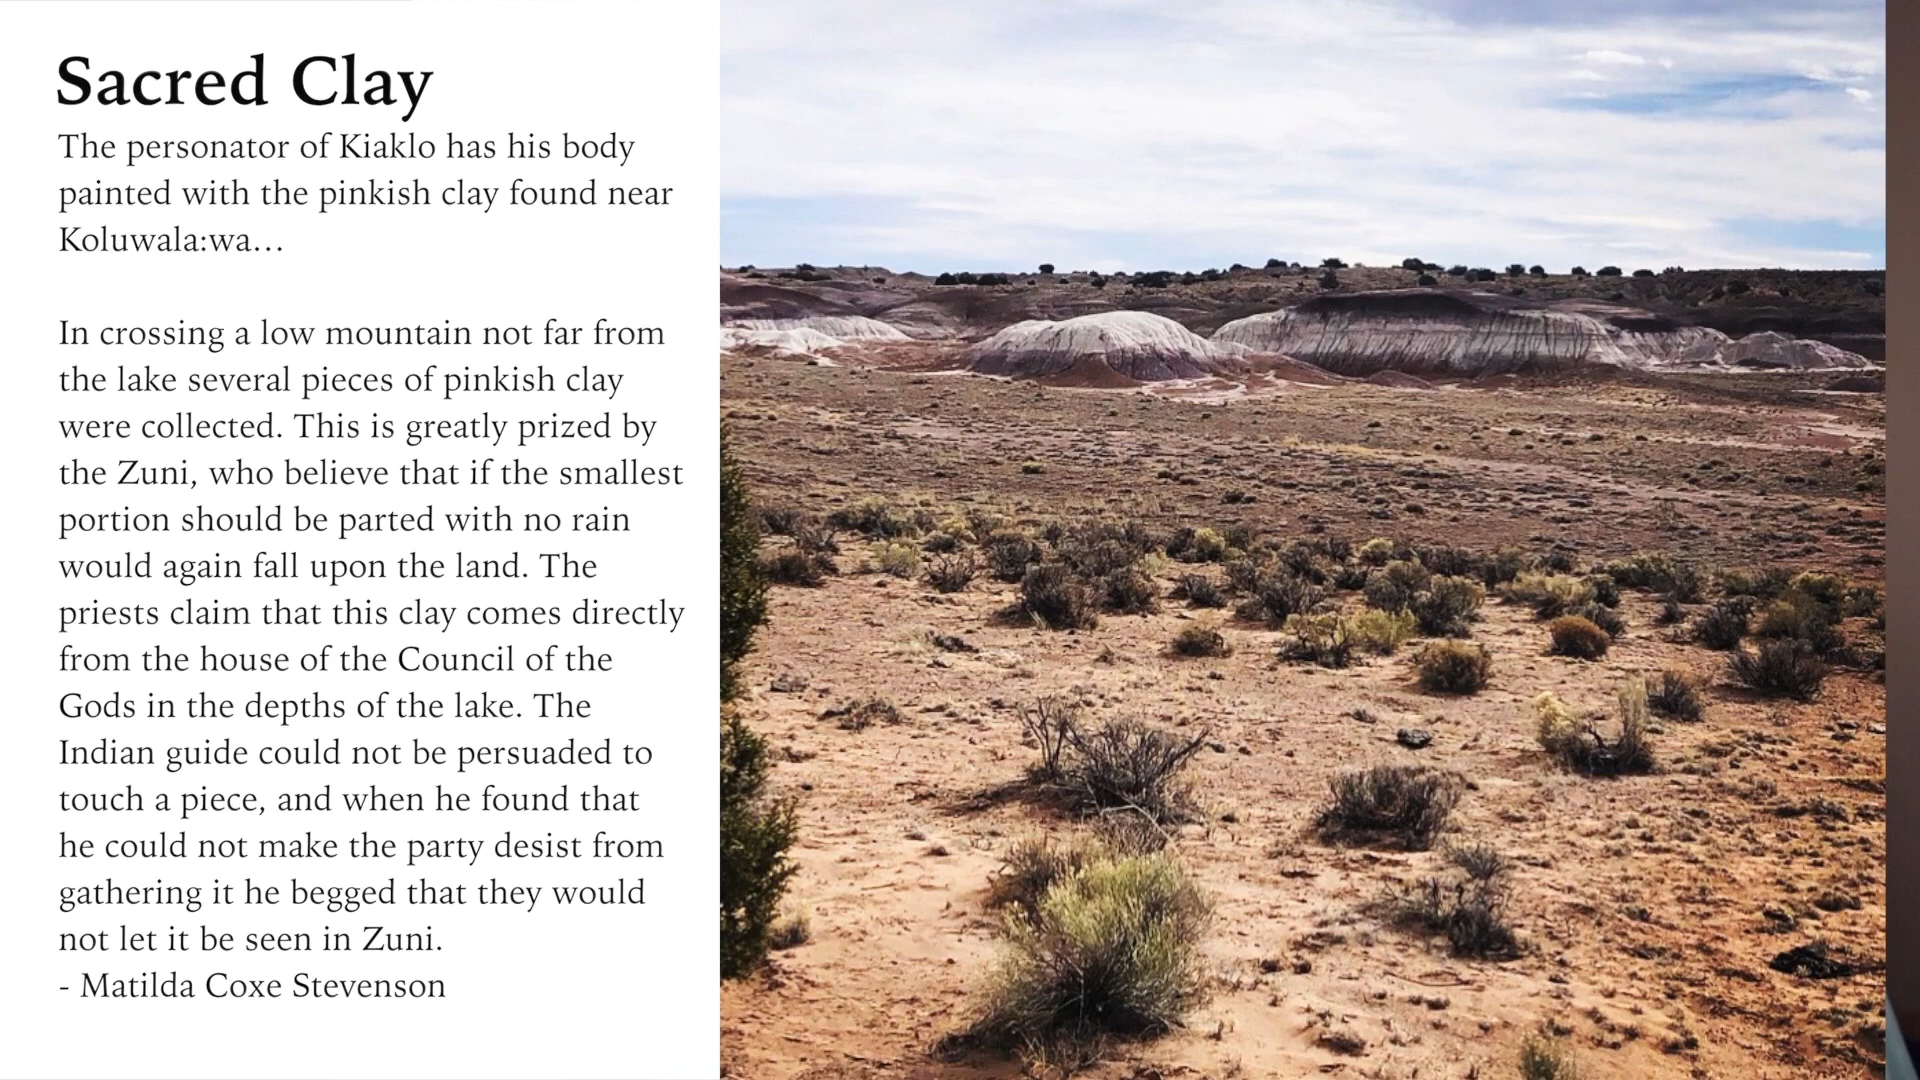 Sacred Clay
The personator of Kiaklo has his body
painted with the pinkish clay found near
Koluwala:wa...
In crossing a low mountain not far from
the lake several pieces of pinkish clay
were collected. This is greatly prized by
the Zuni, who believe that if the smallest
portion should be parted with no rain
would again fall upon the land. The
priests claim that this clay comes directly
from the house of the Council of the
Gods in the depths of the lake. The
Indian guide could not be persuaded to
touch a piece, and when he found that
he could not make the party desist from
gathering it he begged that they would
not let it be seen in Zuni.
- Matilda Coxe Stevenson